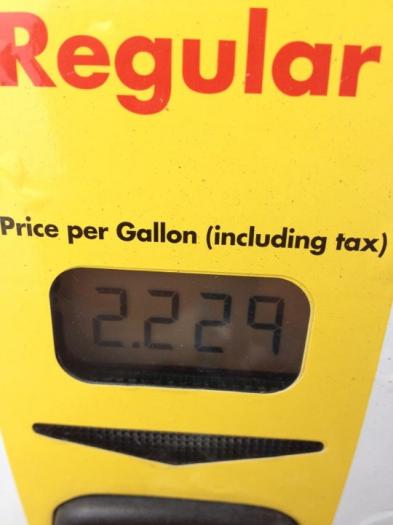 Regular
Price per Gallon (including tax)
2.229